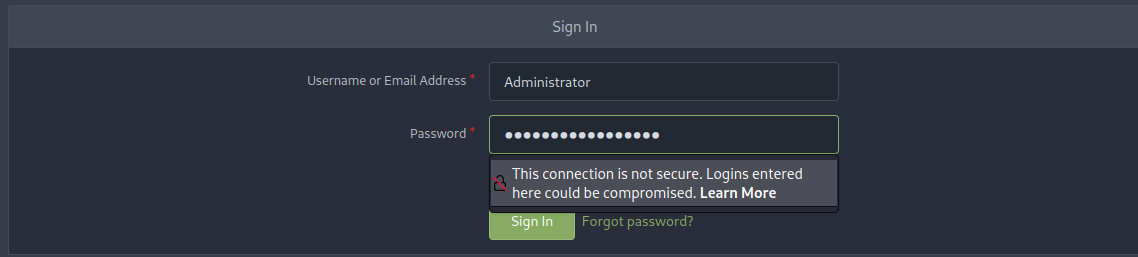 Sign In
Username or Email Address *
Administrator
Password *
●●●●●●●●●●●●●●●●●
This connection is not secure. Logins entered
here could be compromised. Learn More
Sign In Forgot password?